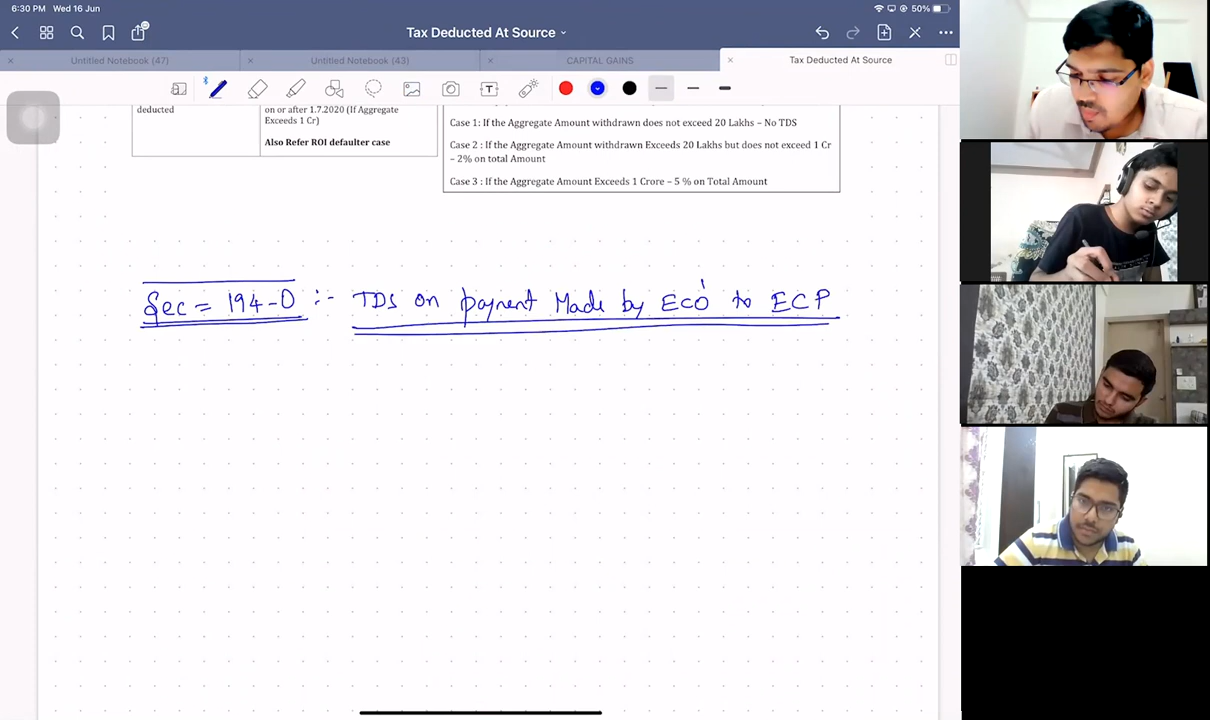 6:30 PM Wed 16 Jun
50%
Tax Deducted At Source
Untitled Notebook (47)
Untitled Notebook (43)
CAPITAL GAINS
Tax Deducted At Source
deducted
on or after 1.7.2020 (If Aggregate
Exceeds 1 Cr)
Also Refer ROI defaulter case
Case 1: If the Aggregate Amount withdrawn does not exceed 20 Lakhs – No TDS
Case 2 : If the Aggregate Amount withdrawn Exceeds 20 Lakhs but does not exceed 1 Cr
– 2% on total Amount
Case 3 : If the Aggregate Amount Exceeds 1 Crore – 5 % on Total Amount
Sec = 194-O :- TDS on payment Made by ECO to ECP